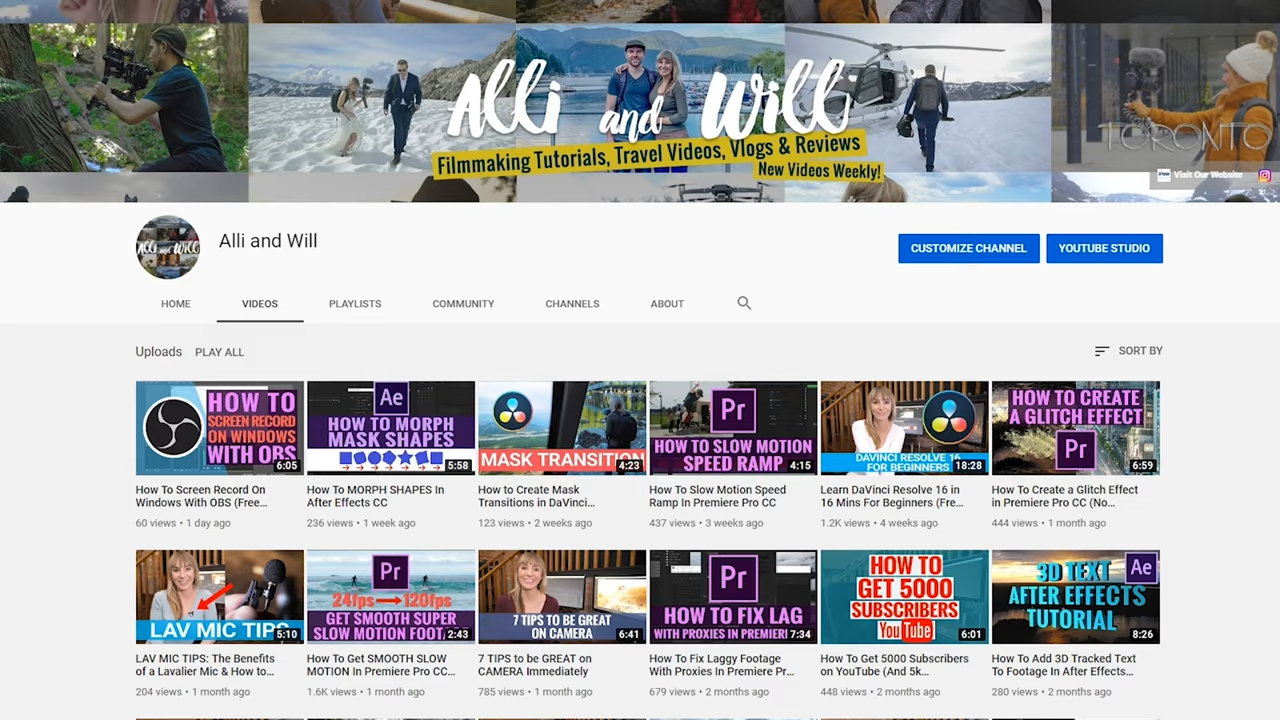 Alli and Will
Filmmaking Tutorials, Travel Videos, Vlogs & Reviews
New Videos Weekly!
TORONTO
Visit Our Website
Alli and Will
Alli and Will
CUSTOMIZE CHANNEL
YOUTUBE STUDIO
HOME
VIDEOS
PLAYLISTS
COMMUNITY
CHANNELS
ABOUT
Uploads
PLAY ALL
SORT BY
HOW TO
SCREEN RECORD
ON WINDOWS
WITH OBS
6:05
Ae
HOW TO MORPH
MASK SHAPES
5:58
MASK TRANSITION
4:23
Pr
HOW TO SLOW MOTION
SPEED RAMP
4:15
DAVINCI RESOLVE 16
FOR BEGINNERS
18:28
HOW TO CREATE
A GLITCH EFFECT
Pr
6:59
How To Screen Record On
Windows With OBS (Free...
60 views • 1 day ago
How To MORPH SHAPES In
After Effects CC
236 views • 1 week ago
How to Create Mask
Transitions in DaVinci...
123 views • 2 weeks ago
How To Slow Motion Speed
Ramp In Premiere Pro CC
437 views • 3 weeks ago
Learn DaVinci Resolve 16 in
16 Mins For Beginners (Fre...
1.2K views • 4 weeks ago
How To Create a Glitch Effect
in Premiere Pro CC (No...
444 views • 1 month ago
LAV MIC TIPS
5:10
Pr
24fps 120fps
GET SMOOTH SUPER
SLOW MOTION FOOT
2:43
7 TIPS TO BE GREAT
ON CAMERA
6:41
Pr
HOW TO FIX LAG
WITH PROXIES IN PREMIERE
7:34
HOW TO
GET 5000
SUBSCRIBERS
YouTube
6:01
Ae
3D TEXT
AFTER EFFECTS
TUTORIAL
8:26
LAV MIC TIPS: The Benefits
of a Lavalier Mic & How to...
204 views • 1 month ago
How To Get SMOOTH SLOW
MOTION In Premiere Pro CC...
1.6K views • 1 month ago
7 TIPS to be GREAT on
CAMERA Immediately
785 views • 1 month ago
How To Fix Laggy Footage
With Proxies In Premiere Pr...
679 views • 2 months ago
How To Get 5000 Subscribers
on YouTube (And 5k...
448 views • 2 months ago
How To Add 3D Tracked Text
To Footage In After Effects...
280 views • 2 months ago